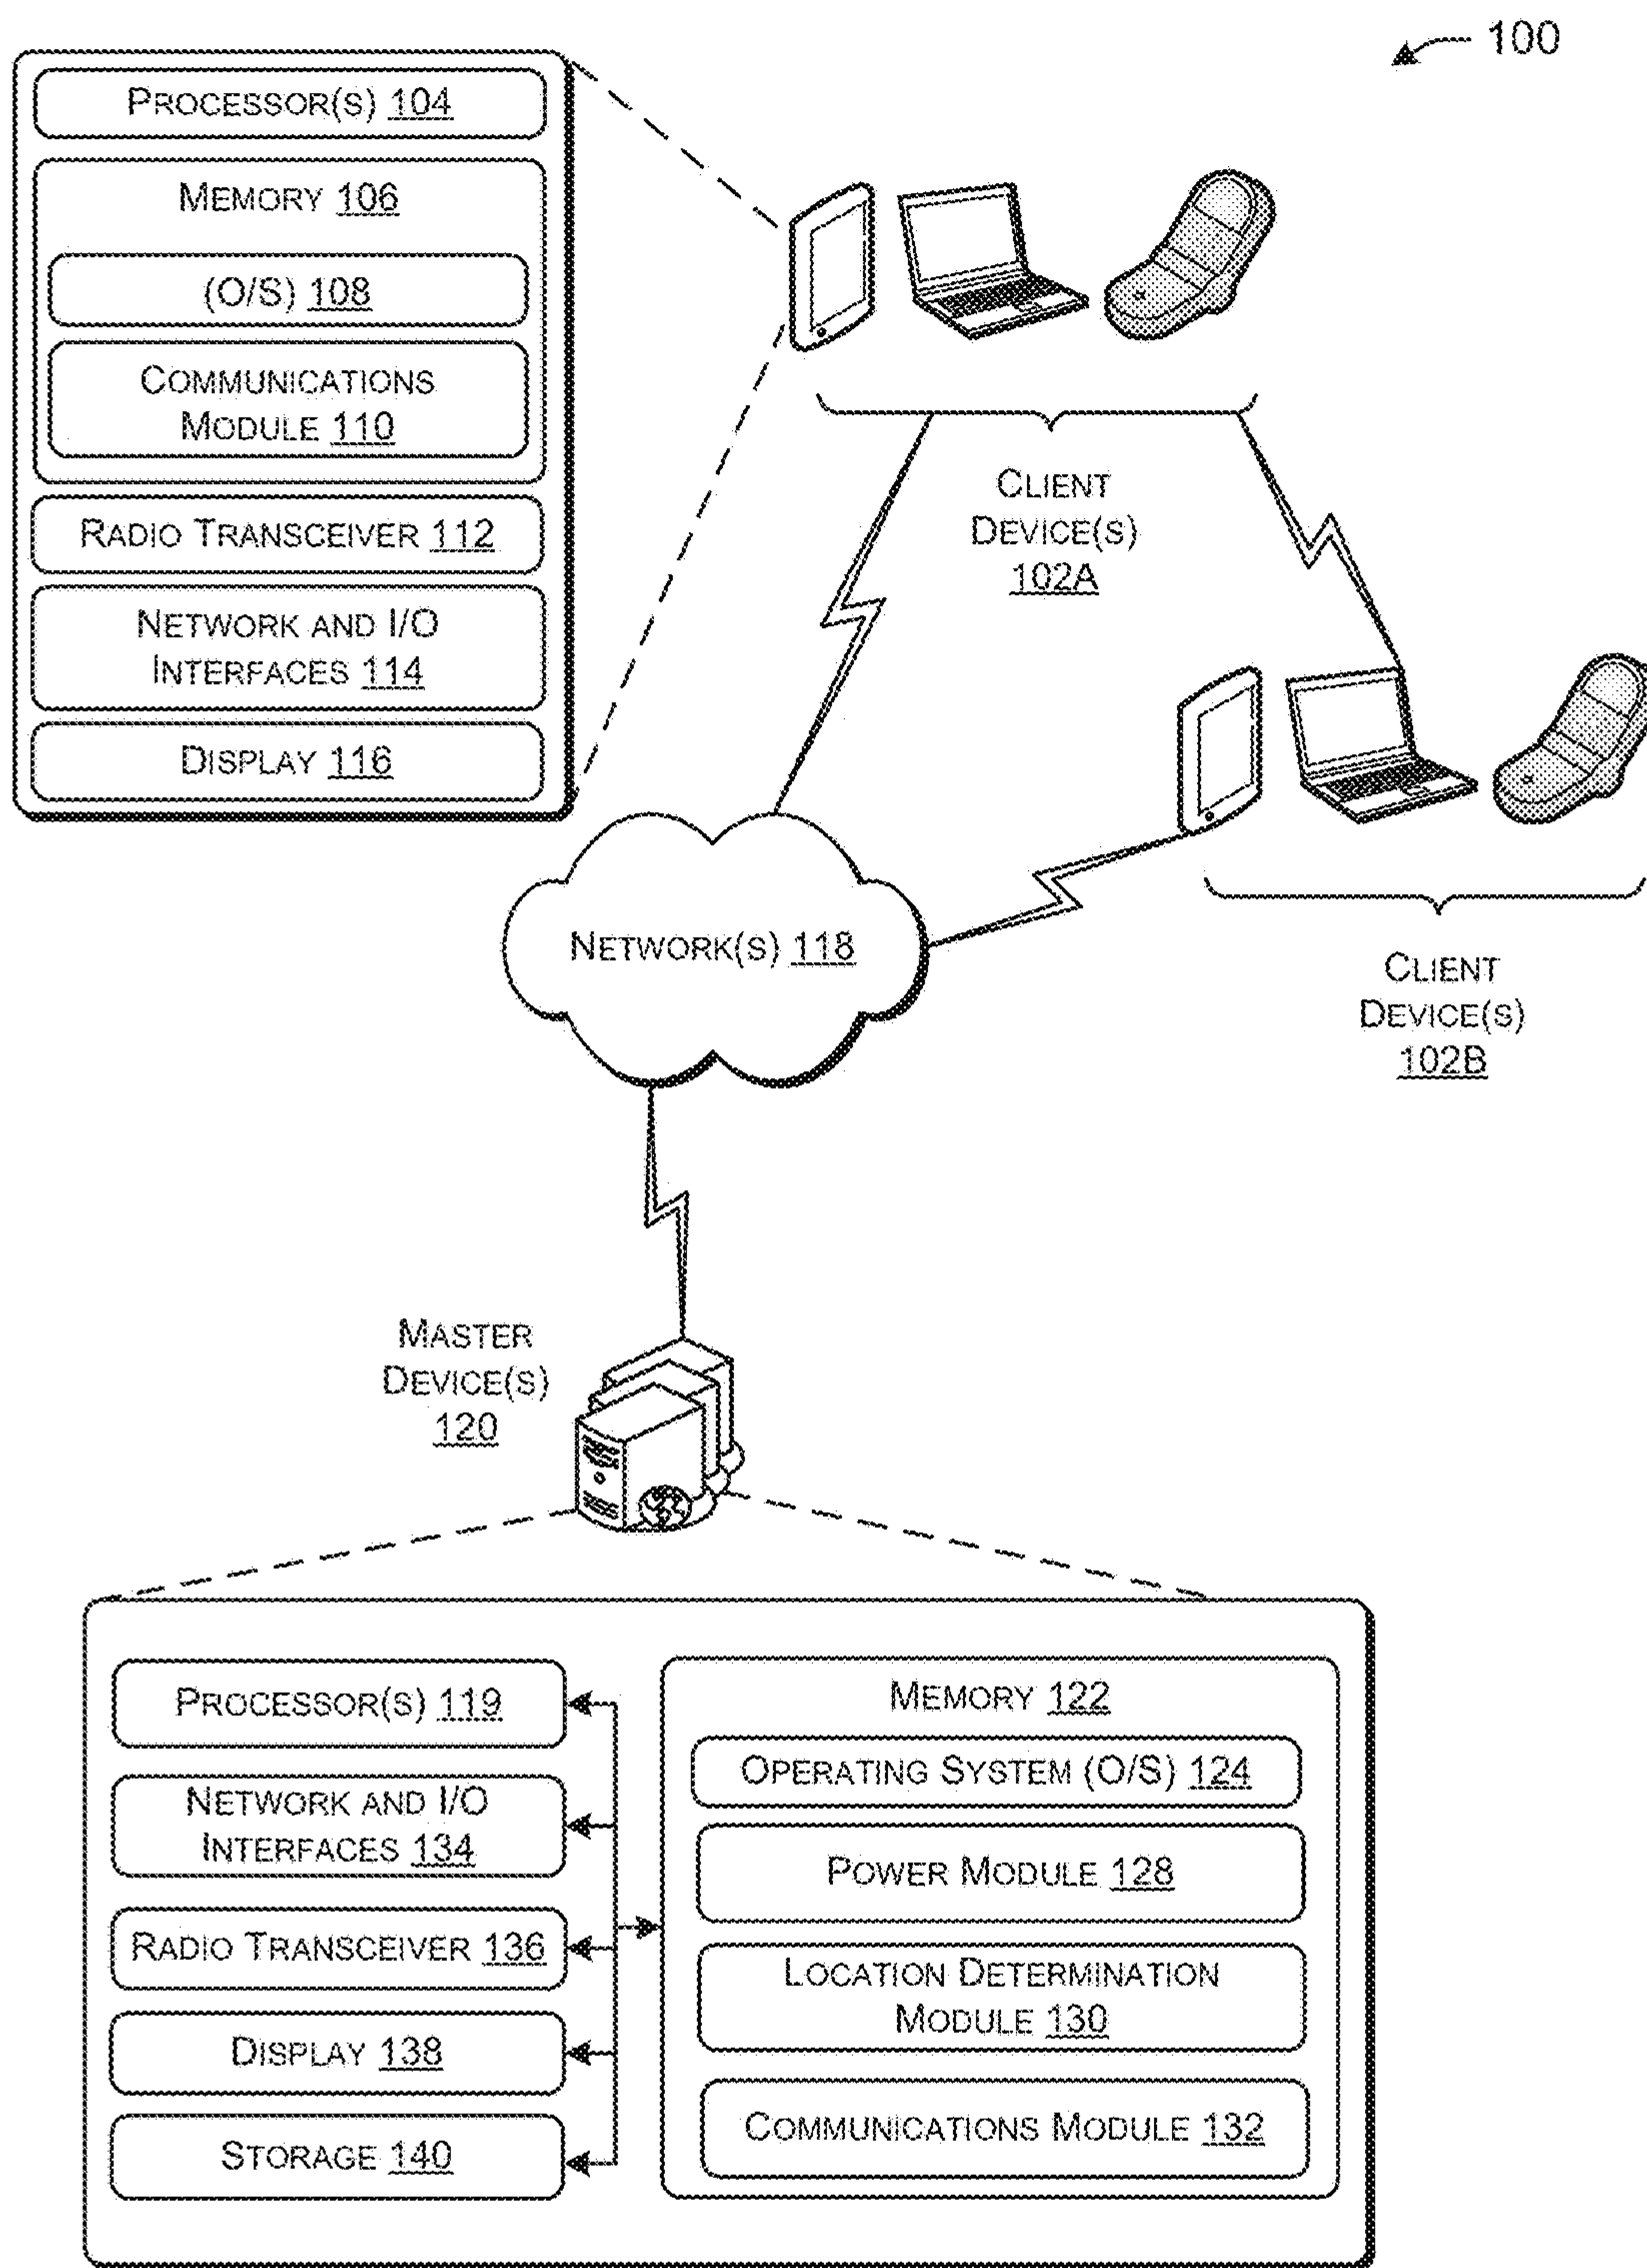 100
PROCESSOR(S) 104
MEMORY 106
(O/S) 108
COMMUNICATIONS
MODULE 110
RADIO TRANSCEIVER 112
NETWORK AND I/O
INTERFACES 114
DISPLAY 116
CLIENT
DEVICE(S)
102A
CLIENT
DEVICE(S)
102B
NETWORK(S) 118
MASTER
DEVICE(S)
120
PROCESSOR(S) 119
NETWORK AND I/O
INTERFACES 134
RADIO TRANSCEIVER 136
DISPLAY 138
STORAGE 140
MEMORY 122
OPERATING SYSTEM (O/S) 124
POWER MODULE 128
LOCATION DETERMINATION
MODULE 130
COMMUNICATIONS MODULE 132